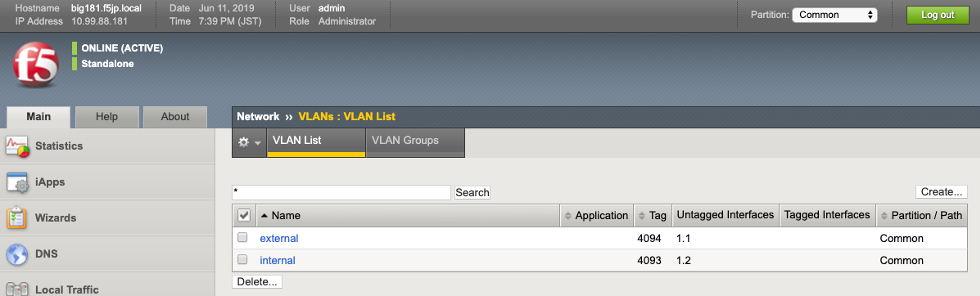 Hostname big181.f5jp.local Date Jun 11, 2019 User admin
IP Address 10.99.88.181 Time 7:39 PM (JST) Role Administrator
Partition: Common Log out
f5
ONLINE (ACTIVE)
Standalone
Main Help About
Network ›› VLANs : VLAN List
VLAN List VLAN Groups
Statistics
iApps
Wizards
DNS
Local Traffic
* Search Create...
Name Application Tag Untagged Interfaces Tagged Interfaces Partition / Path
external 4094 1.1 Common
internal 4093 1.2 Common
Delete...